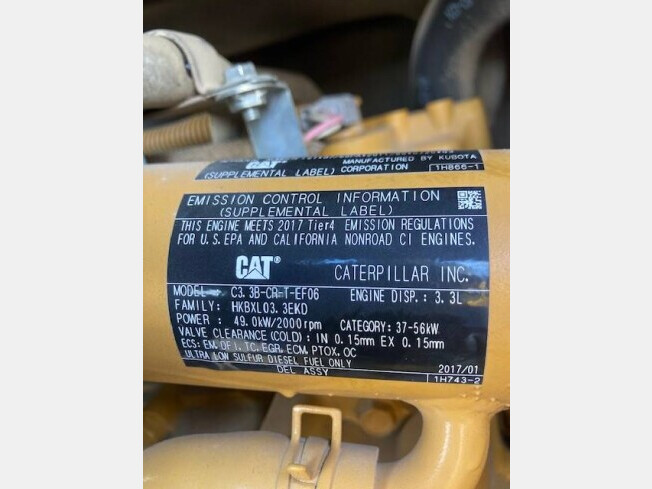 CAT MANUFACTURED BY KUBOTA
(SUPPLEMENTAL LABEL) CORPORATION 1H866-1
EMISSION CONTROL INFORMATION
(SUPPLEMENTAL LABEL)
THIS ENGINE MEETS 2017 Tier4 EMISSION REGULATIONS
FOR U.S.EPA AND CALIFORNIA NONROAD CI ENGINES.
CAT CATERPILLAR INC.
MODEL : C3.3B-CR-T-EF06 ENGINE DISP.: 3.3L
FAMILY: HKBXL03.3EKD
POWER : 49.0kW/2000rpm CATEGORY: 37-56kW
VALVE CLEARANCE(COLD): IN 0.15mm EX 0.15mm
ECS: EM, DFI, TC, EGR, ECM, PTOX, OC
ULTRA LOW SULFUR DIESEL FUEL ONLY 2017/01
DEL ASSY 1H743-2